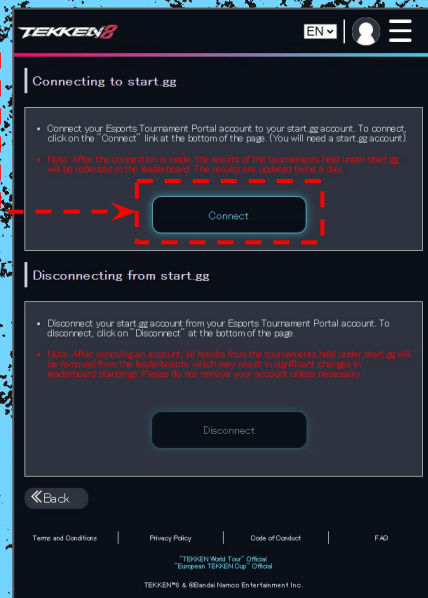 TEKKEN8
EN
Connecting to start.gg
• Connect your Esports Tournament Portal account to your start.gg account. To connect,
click on the "Connect" link at the bottom of the page. (You will need a start.gg account).
• Note: After the connection is made, the results of the tournaments held under start.gg
will be reflected in the leaderboard. The results are updated twice a day.
Connect
Disconnecting from start.gg
• Disconnect your start.gg account from your Esports Tournament Portal account. To
disconnect, click on "Disconnect" at the bottom of the page.
• Note: After removing an account, all results from the tournaments held under start.gg will
be removed from the leaderboards, which may result in significant changes in
leaderboard standings. Please do not remove your account unless necessary.
Disconnect
≪Back
Terms and Conditions | Privacy Policy | Code of Conduct | FAQ
"TEKKEN World Tour" Official
"European TEKKEN Cup" Official
TEKKEN™8 & ©Bandai Namco Entertainment Inc.